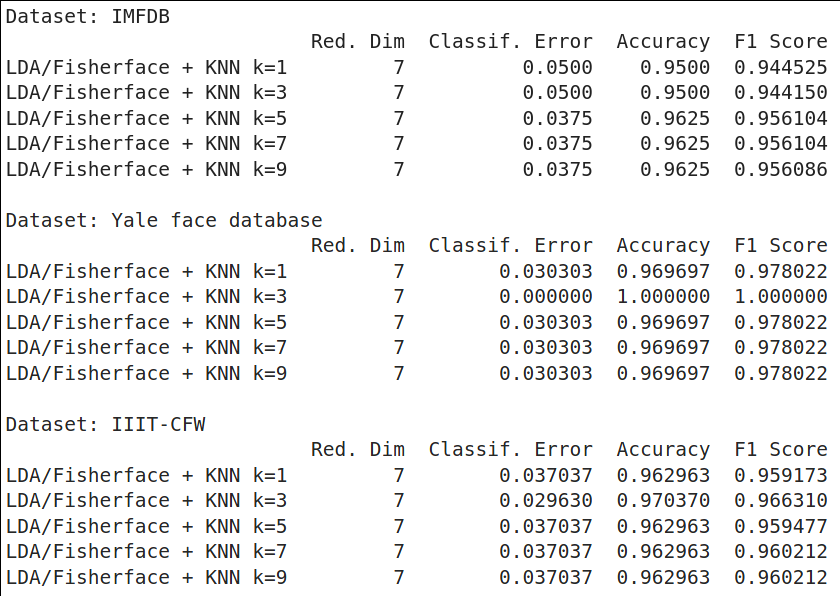 Dataset: IMFDB
Red. Dim Classif. Error Accuracy F1 Score
LDA/Fisherface + KNN k=1 7 0.0500 0.9500 0.944525
LDA/Fisherface + KNN k=3 7 0.0500 0.9500 0.944150
LDA/Fisherface + KNN k=5 7 0.0375 0.9625 0.956104
LDA/Fisherface + KNN k=7 7 0.0375 0.9625 0.956104
LDA/Fisherface + KNN k=9 7 0.0375 0.9625 0.956086
Dataset: Yale face database
Red. Dim Classif. Error Accuracy F1 Score
LDA/Fisherface + KNN k=1 7 0.030303 0.969697 0.978022
LDA/Fisherface + KNN k=3 7 0.000000 1.000000 1.000000
LDA/Fisherface + KNN k=5 7 0.030303 0.969697 0.978022
LDA/Fisherface + KNN k=7 7 0.030303 0.969697 0.978022
LDA/Fisherface + KNN k=9 7 0.030303 0.969697 0.978022
Dataset: IIIT-CFW
Red. Dim Classif. Error Accuracy F1 Score
LDA/Fisherface + KNN k=1 7 0.037037 0.962963 0.959173
LDA/Fisherface + KNN k=3 7 0.029630 0.970370 0.966310
LDA/Fisherface + KNN k=5 7 0.037037 0.962963 0.959477
LDA/Fisherface + KNN k=7 7 0.037037 0.962963 0.960212
LDA/Fisherface + KNN k=9 7 0.037037 0.962963 0.960212